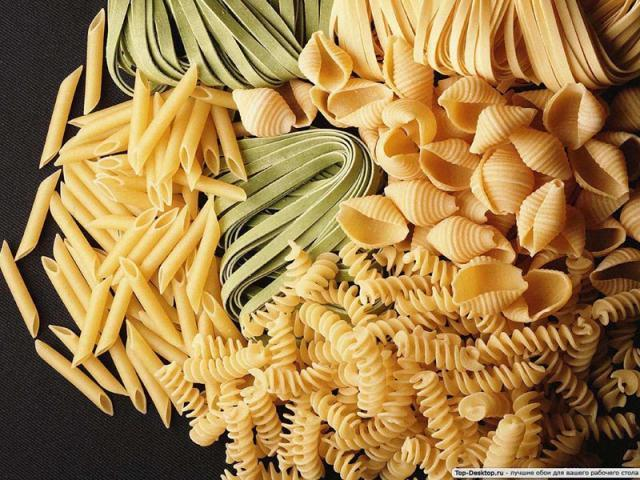 Top-Desktop.ru - лучшие обои для вашего рабочего стола